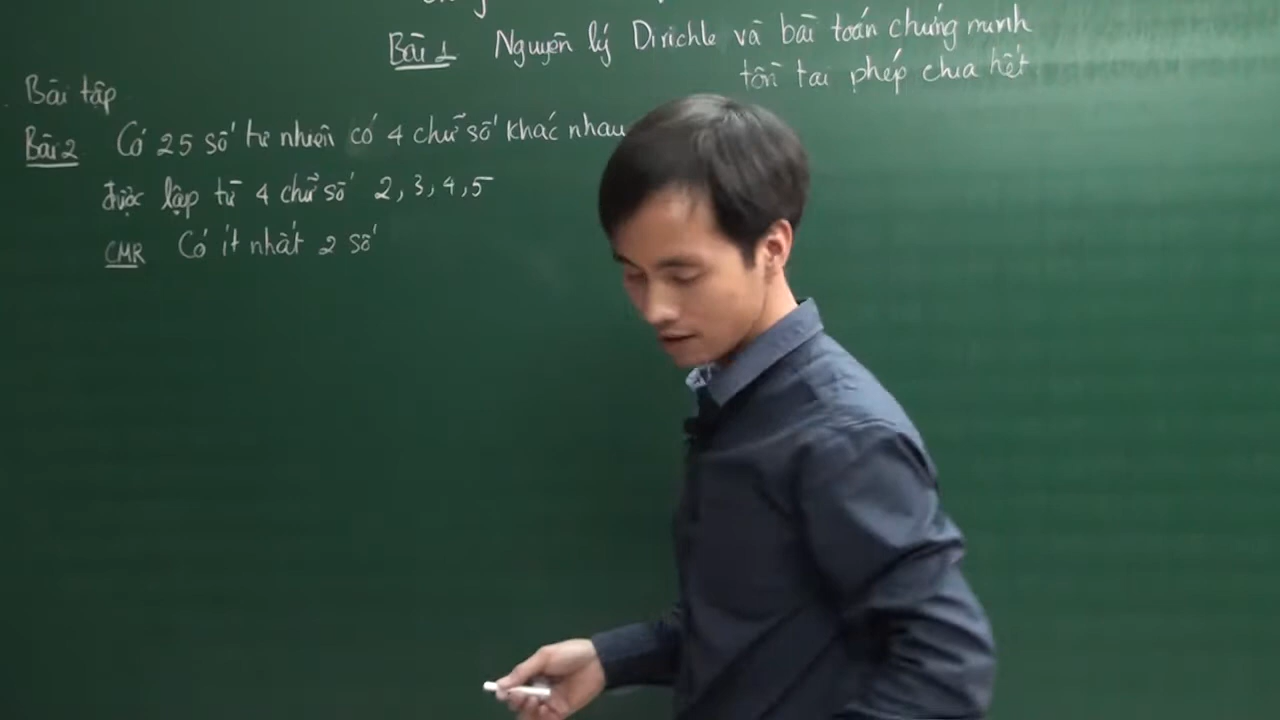 Bài 1 Nguyên lý Dirichle và bài toán chứng minh
tồn tại phép chia hết
Bài tập
Bài 2 Có 25 số tự nhiên có 4 chữ số khác nhau
được lập từ 4 chữ số 2, 3, 4, 5
CMR Có ít nhất 2 số